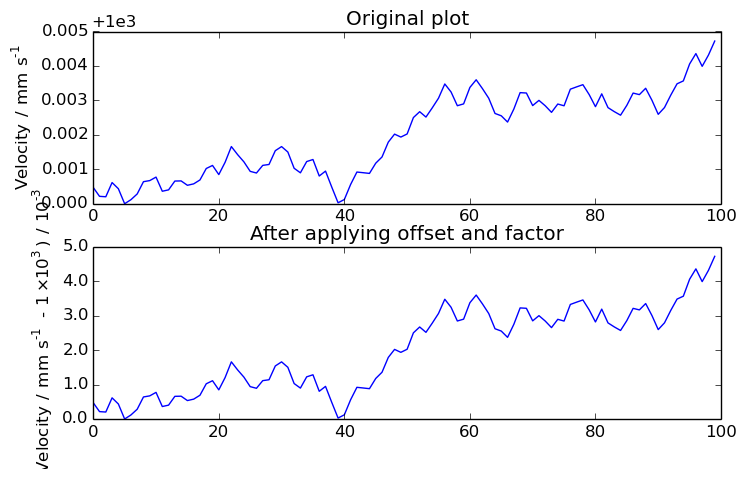 Original plot
+1e3
0.005
0.004
0.003
0.002
0.001
0.000
Velocity / mm s⁻¹
0 20 40 60 80 100
After applying offset and factor
5.0
4.0
3.0
2.0
1.0
0.0
Velocity / mm s⁻¹ - 1 ×10³ ) / 10⁻³
0 20 40 60 80 100